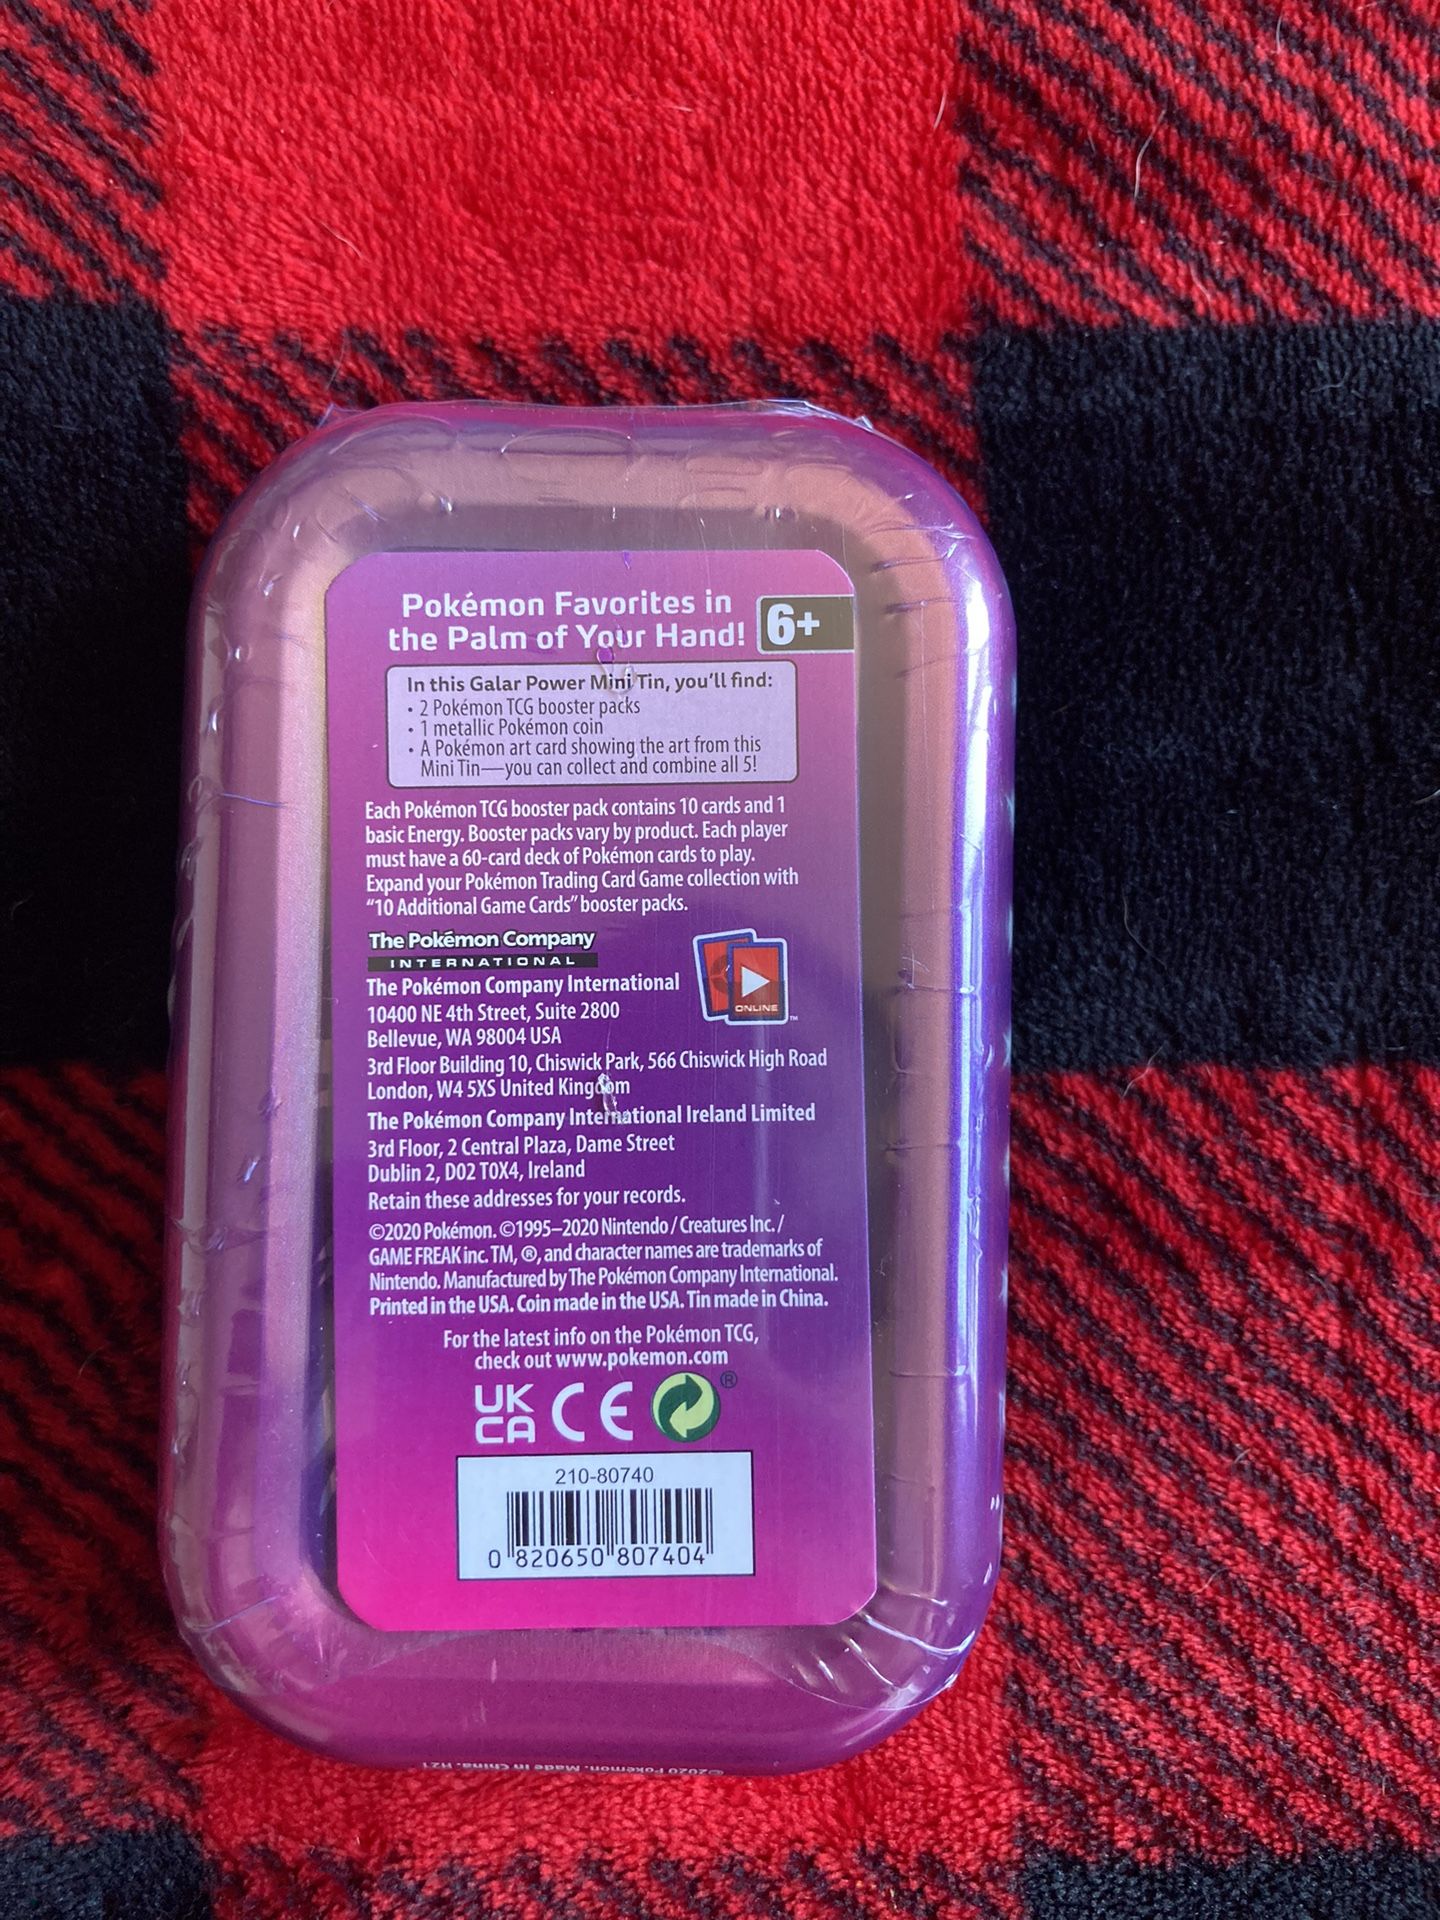 Pokémon Favorites in
the Palm of Your Hand!
6+
In this Galar Power Mini Tin, you'll find:
• 2 Pokémon TCG booster packs
• 1 metallic Pokémon coin
• A Pokémon art card showing the art from this
Mini Tin—you can collect and combine all 5!
Each Pokémon TCG booster pack contains 10 cards and 1
basic Energy. Booster packs vary by product. Each player
must have a 60-card deck of Pokémon cards to play.
Expand your Pokémon Trading Card Game collection with
“10 Additional Game Cards” booster packs.
The Pokémon Company
INTERNATIONAL
ONLINE™
The Pokémon Company International
10400 NE 4th Street, Suite 2800
Bellevue, WA 98004 USA
3rd Floor Building 10, Chiswick Park, 566 Chiswick High Road
London, W4 5XS United Kingdom
The Pokémon Company International Ireland Limited
3rd Floor, 2 Central Plaza, Dame Street
Dublin 2, D02 T0X4, Ireland
Retain these addresses for your records.
©2020 Pokémon. ©1995–2020 Nintendo / Creatures Inc. /
GAME FREAK inc. TM, ®, and character names are trademarks of
Nintendo. Manufactured by The Pokémon Company International.
Printed in the USA. Coin made in the USA. Tin made in China.
For the latest info on the Pokémon TCG,
check out www.pokemon.com
UK
CA CE ®
210-80740
0 820650 807404
©2020 Pokémon. Made in China. H21